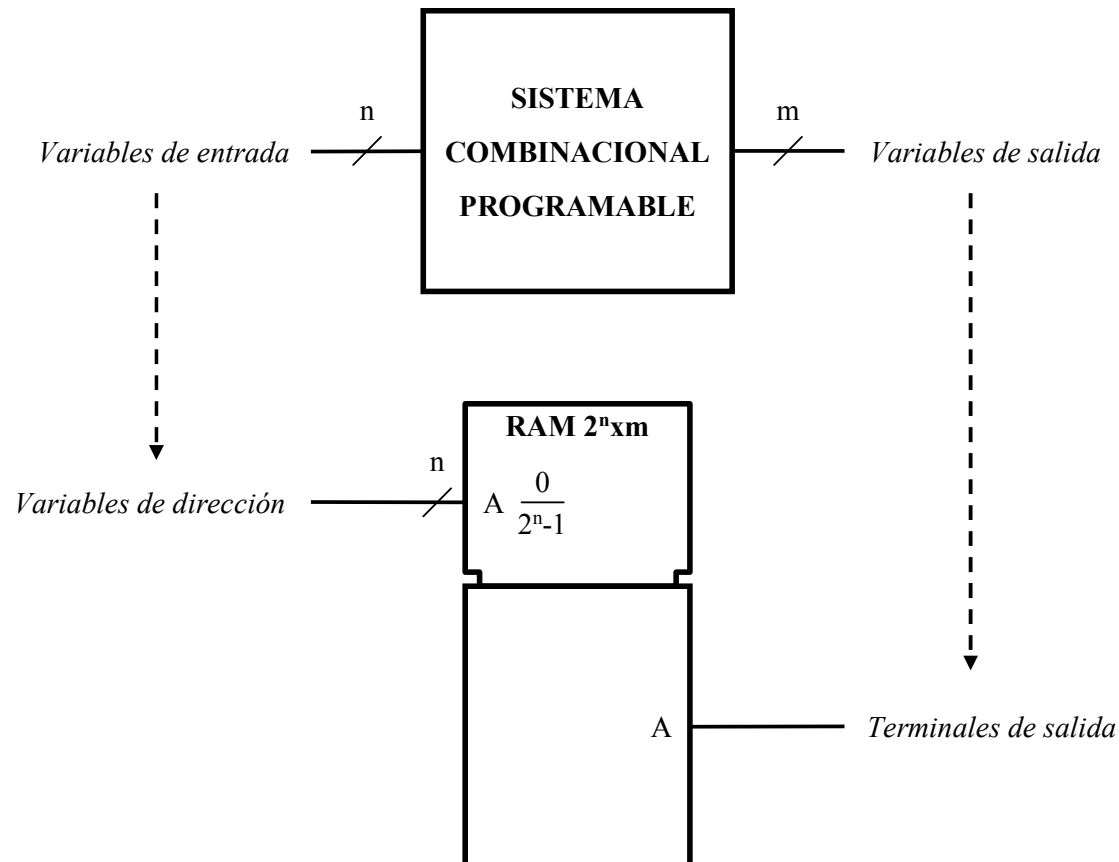 SISTEMA
COMBINACIONAL
PROGRAMABLE
n
m
Variables de entrada
Variables de salida
RAM 2ⁿxm
n
Variables de dirección
A 0
2ⁿ-1
A
Terminales de salida